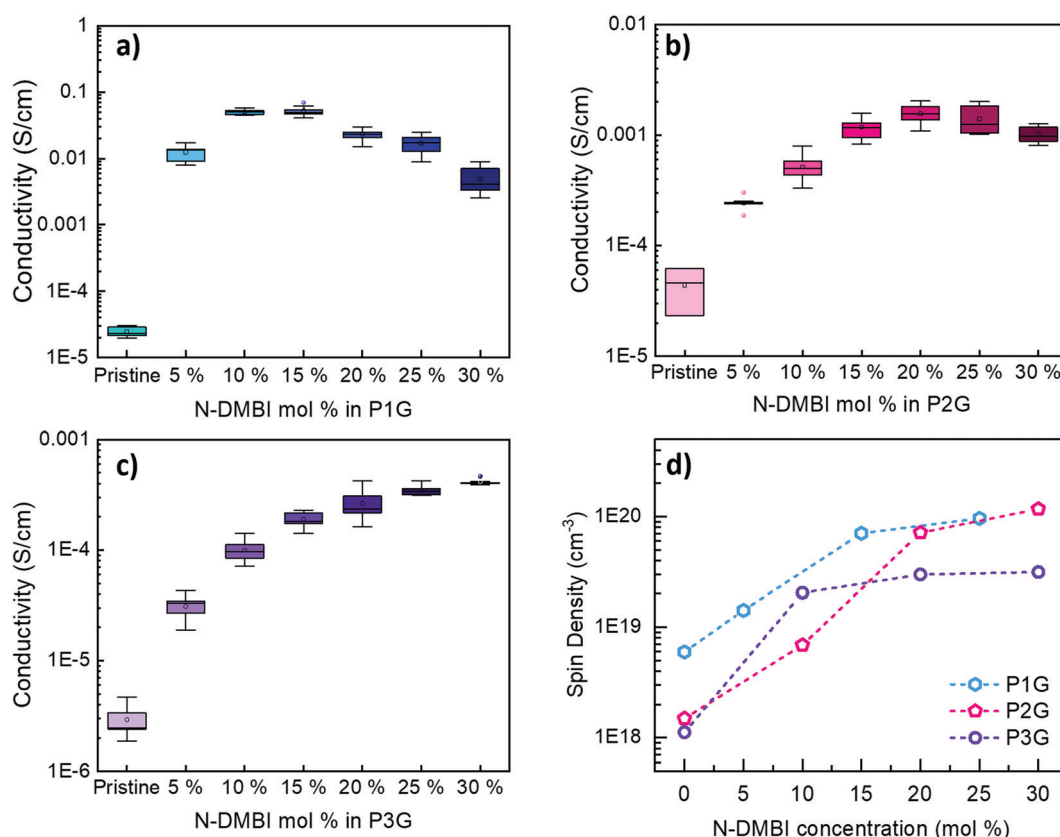 a)
Conductivity (S/cm)
1
0.1
0.01
0.001
1E-4
1E-5
Pristine 5 % 10 % 15 % 20 % 25 % 30 %
N-DMBI mol % in P1G
b)
Conductivity (S/cm)
0.01
0.001
1E-4
1E-5
Pristine 5 % 10 % 15 % 20 % 25 % 30 %
N-DMBI mol % in P2G
c)
Conductivity (S/cm)
0.001
1E-4
1E-5
1E-6
Pristine 5 % 10 % 15 % 20 % 25 % 30 %
N-DMBI mol % in P3G
d)
Spin Density (cm-3)
1E20
1E19
1E18
P1G
P2G
P3G
0 5 10 15 20 25 30
N-DMBI concentration (mol %)